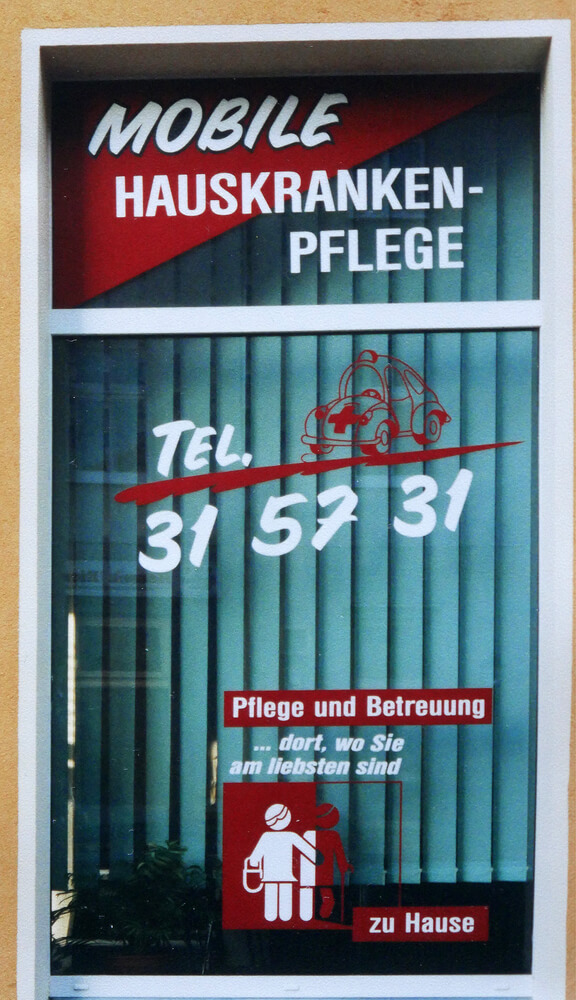 MOBILE
HAUSKRANKEN-
PFLEGE
TEL.
31 57 31
Pflege und Betreuung
... dort, wo Sie
am liebsten sind
zu Hause